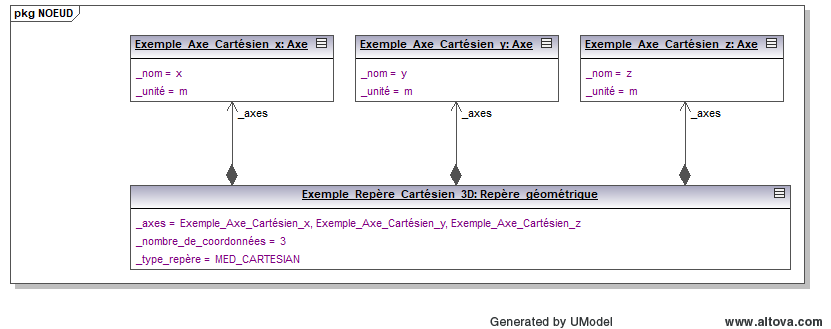 pkg NOEUD
Exemple_Axe_Cartésien_x: Axe
_nom = x
_unité = m
Exemple_Axe_Cartésien_y: Axe
_nom = y
_unité = m
Exemple_Axe_Cartésien_z: Axe
_nom = z
_unité = m
_axes
_axes
_axes
Exemple_Repère_Cartésien_3D: Repère_géométrique
_axes = Exemple_Axe_Cartésien_x, Exemple_Axe_Cartésien_y, Exemple_Axe_Cartésien_z
_nombre_de_coordonnées = 3
_type_repère = MED_CARTESIAN
Generated by UModel
www.altova.com